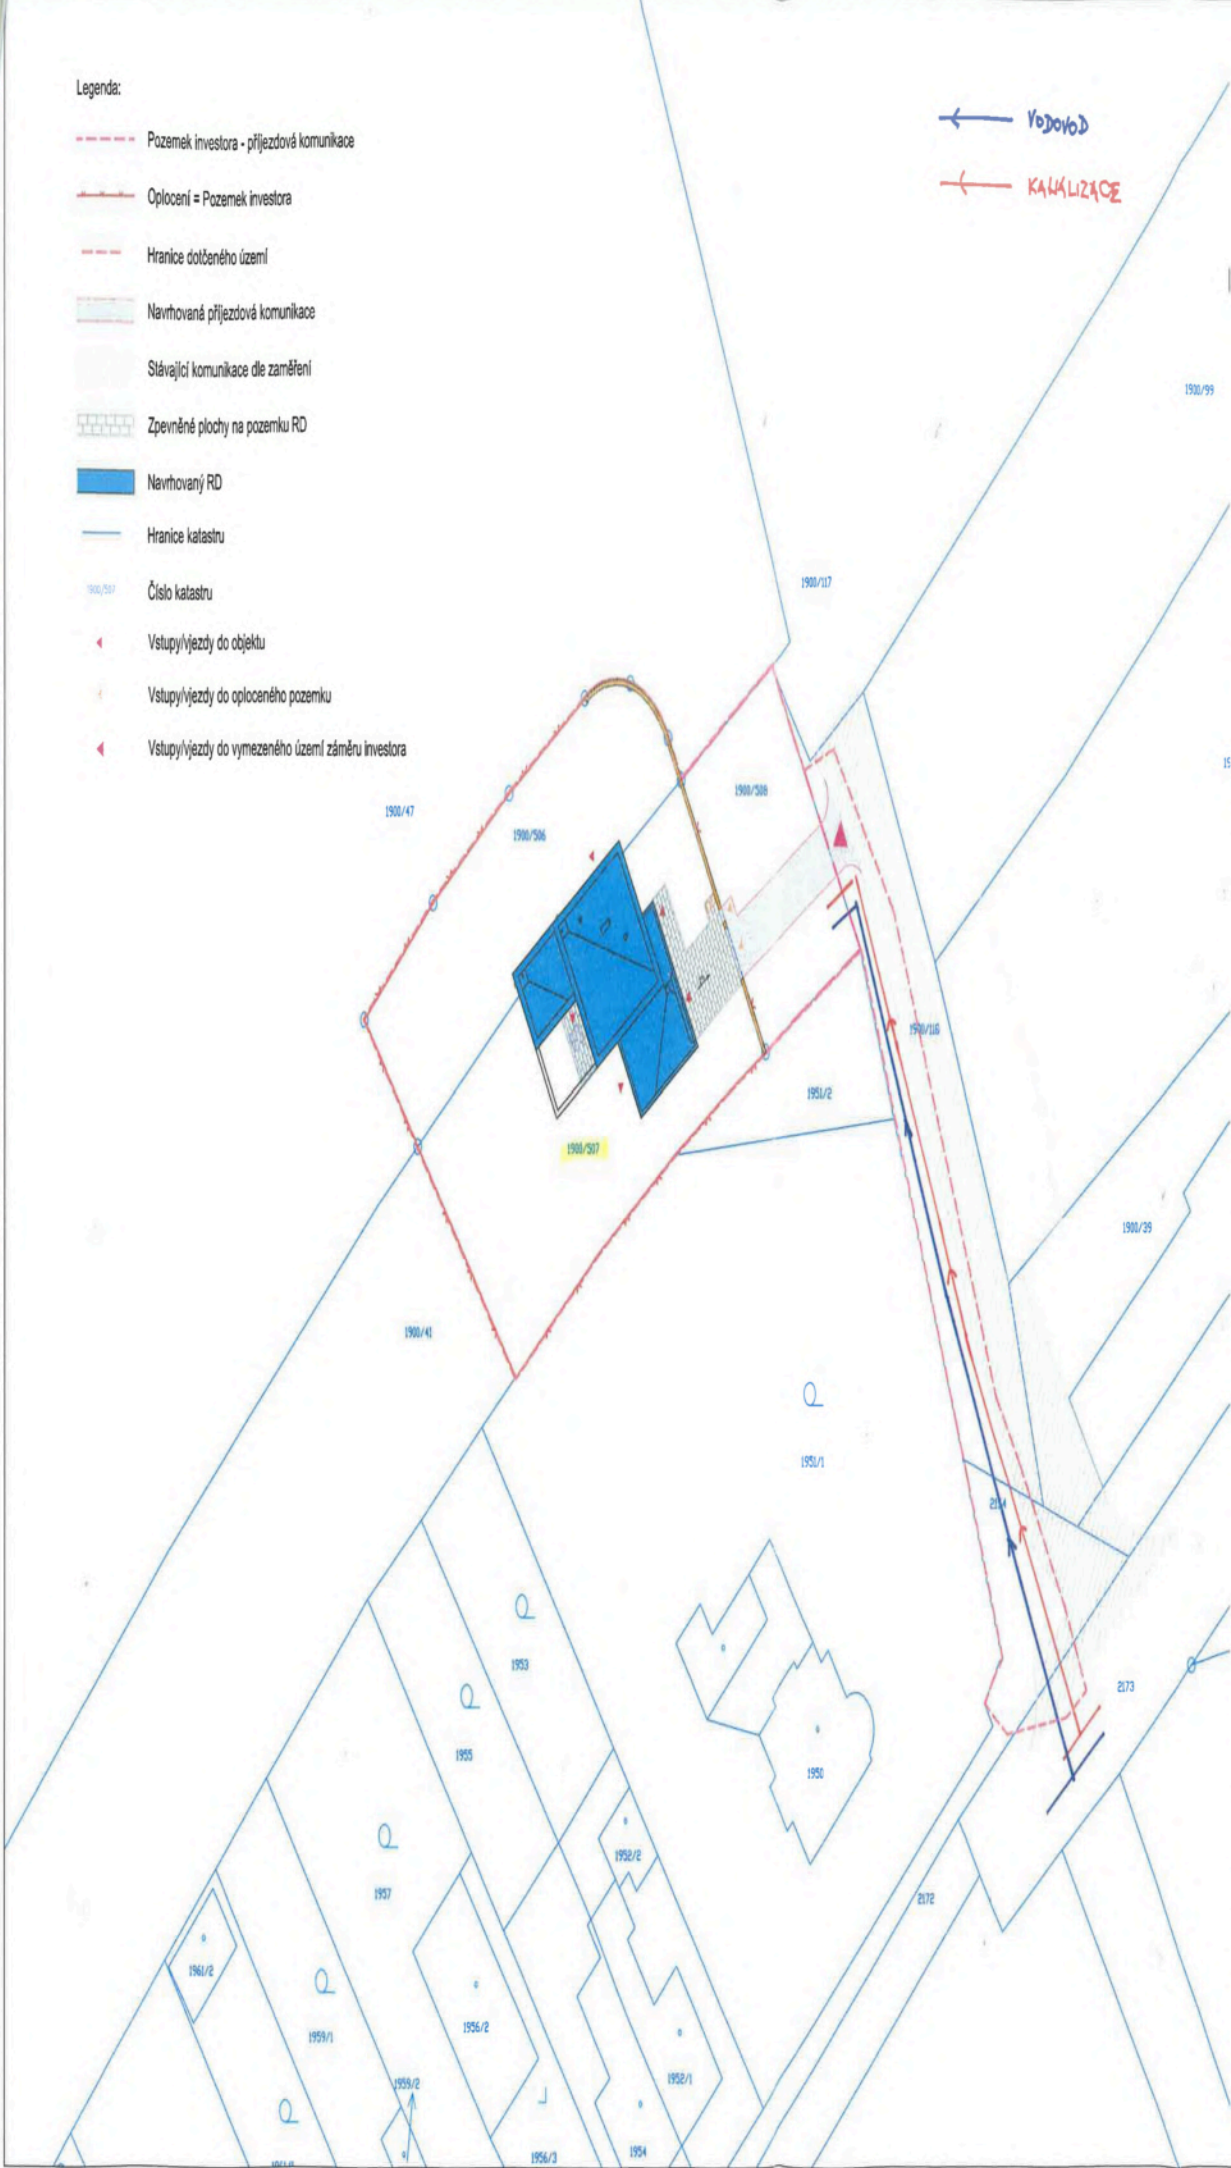 Legenda:
Pozemek investora - příjezdová komunikace
Oplocení = Pozemek investora
Hranice dotčeného území
Navrhovaná příjezdová komunikace
Stávající komunikace dle zaměření
Zpevněné plochy na pozemku RD
Navrhovaný RD
Hranice katastru
1900/507 Číslo katastru
Vstupy/vjezdy do objektu
Vstupy/vjezdy do oploceného pozemku
Vstupy/vjezdy do vymezeného území záměru investora
VODOVOD
KANALIZACE
1900/99
1900/117
1900/47
1900/506
1900/508
1900/116
1951/2
1900/507
1900/39
1900/41
1951/1
2154
1953
2173
1955
1950
1952/2
1957
2172
1961/2
1959/1
1956/2
1952/1
1959/2
1956/3
1954